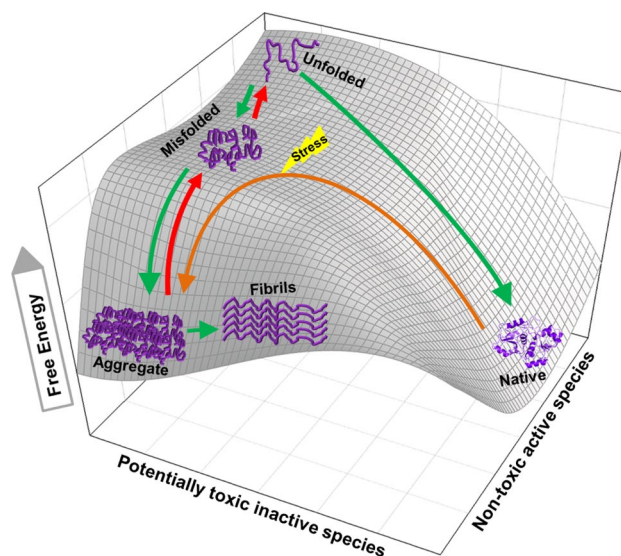 Unfolded
Misfolded
Stress
Fibrils
Aggregate
Native
Free Energy
Potentially toxic inactive species
Non-toxic active species